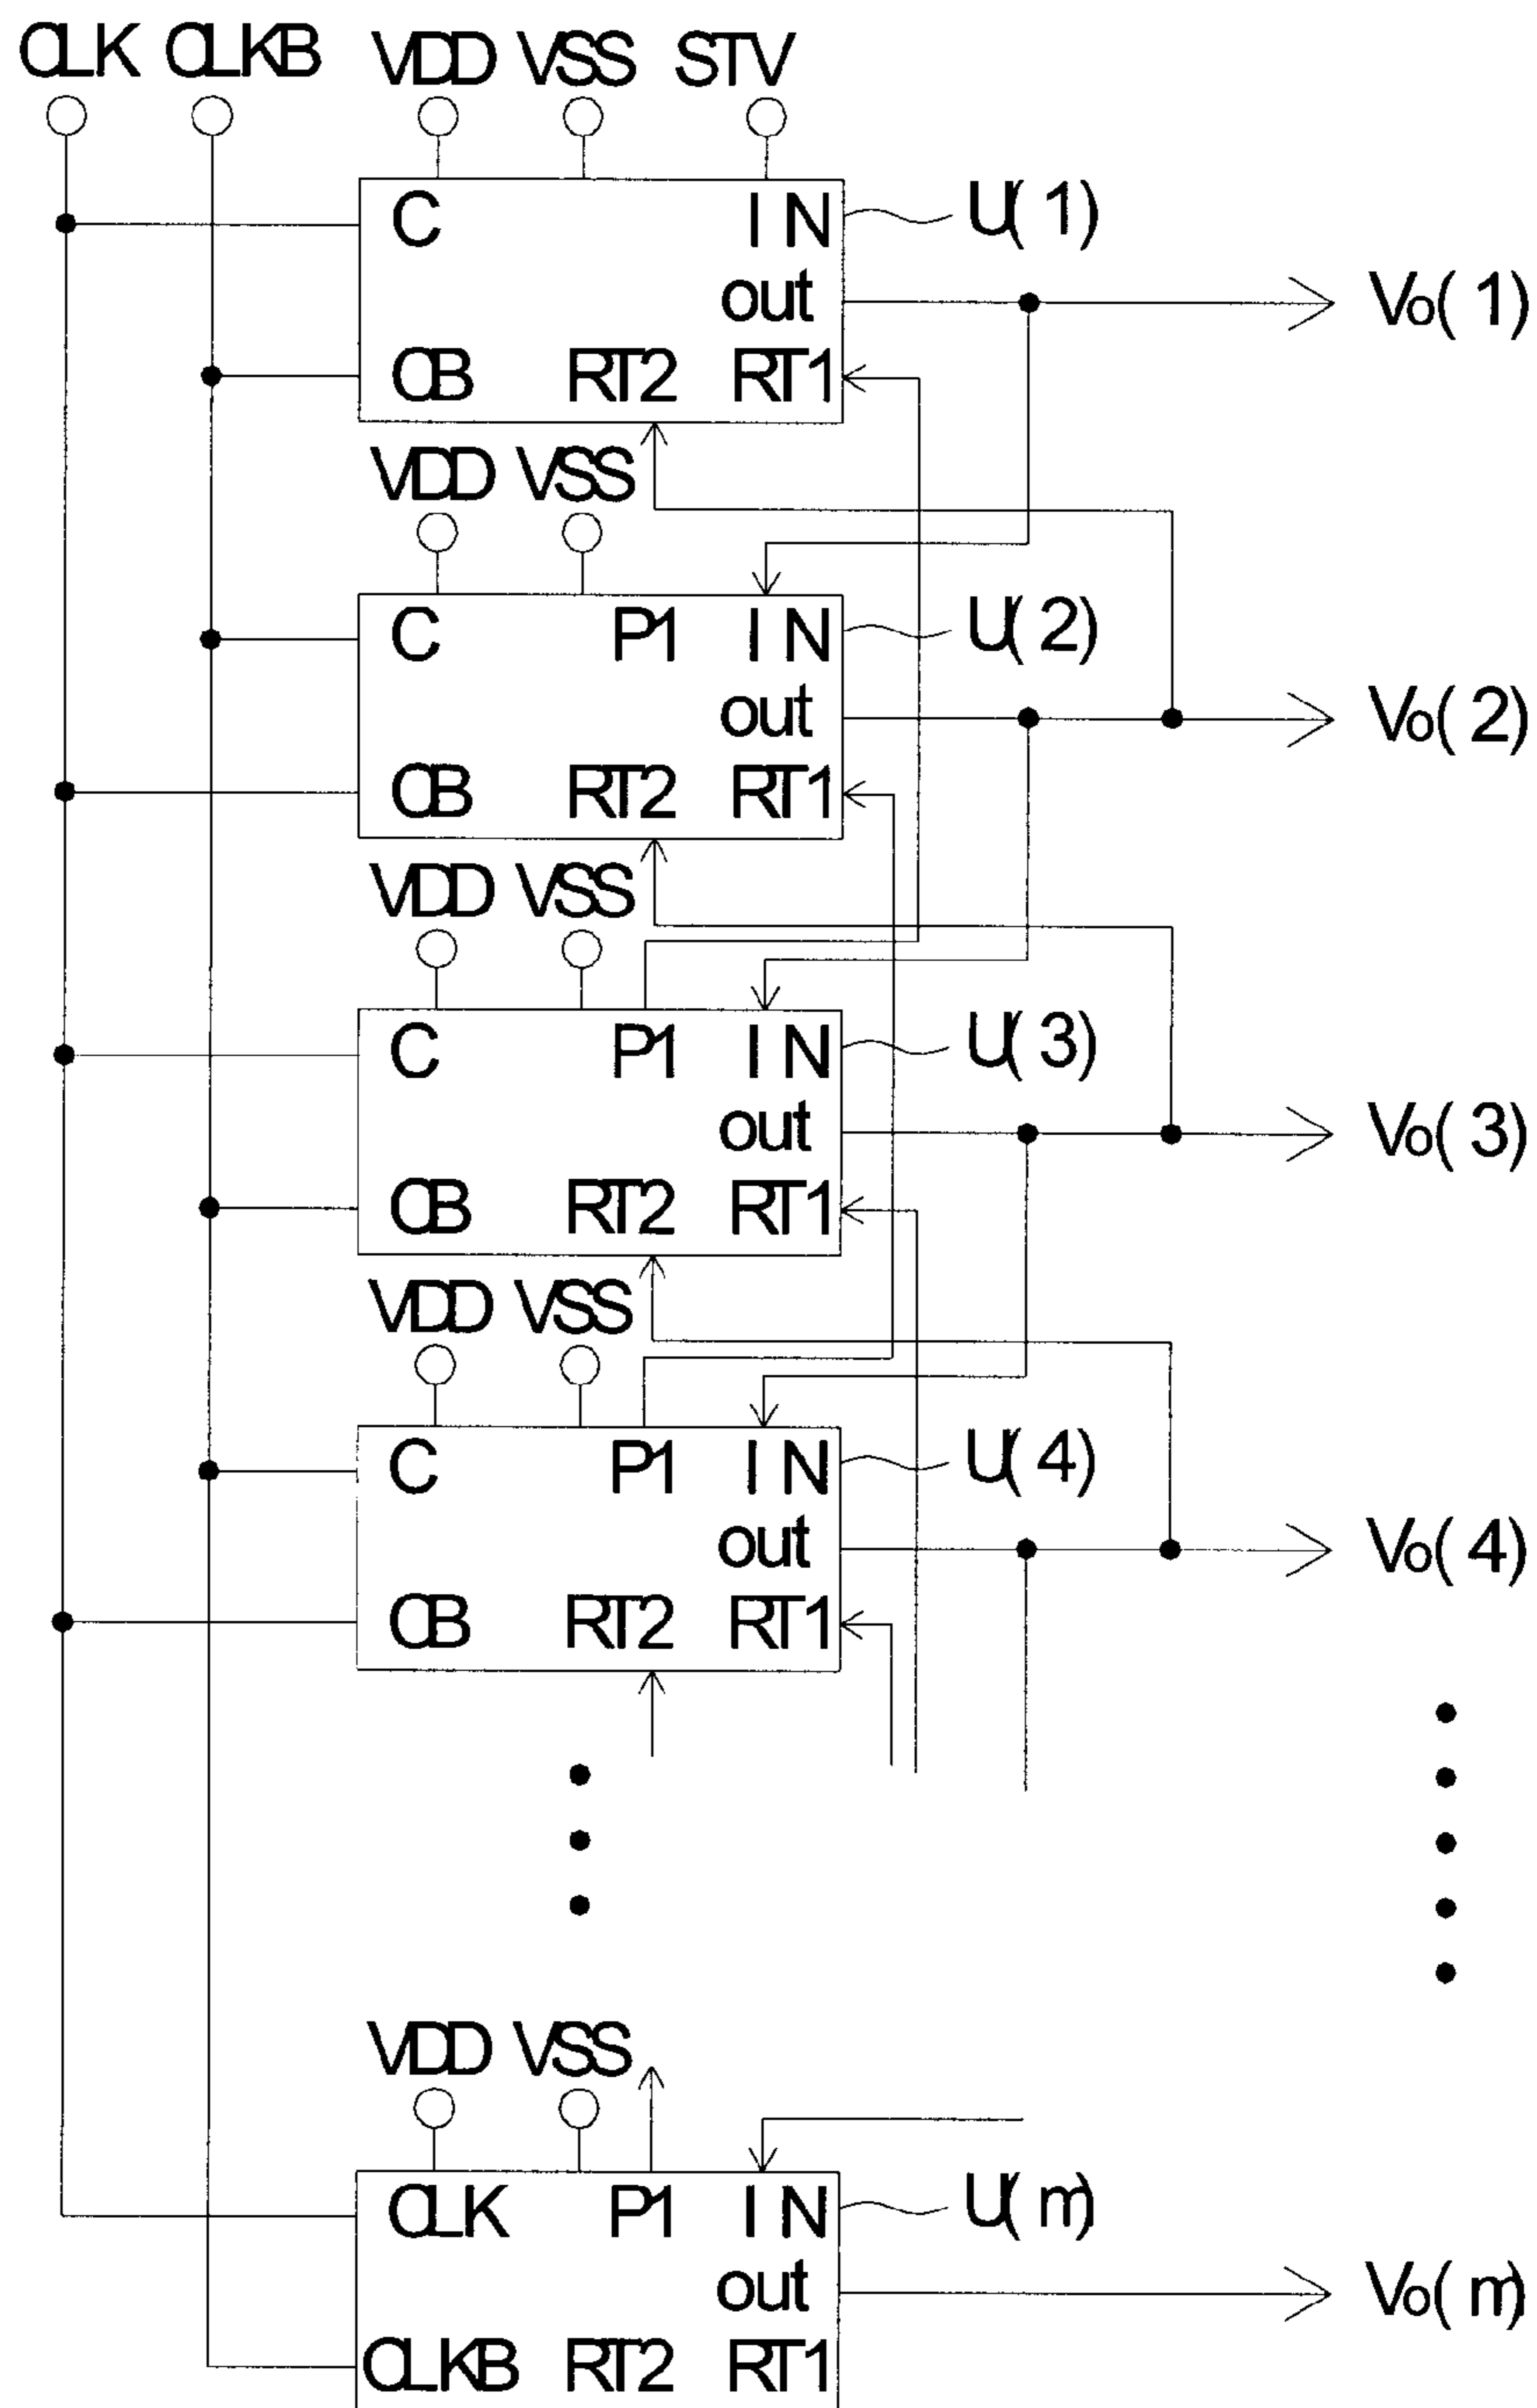 CLK CLKB VDD VSS STV
C IN U(1)
out Vo(1)
CB RT2 RT1
VDD VSS
C P1 IN U(2)
out Vo(2)
CB RT2 RT1
VDD VSS
C P1 IN U(3)
out Vo(3)
CB RT2 RT1
VDD VSS
C P1 IN U(4)
out Vo(4)
CB RT2 RT1
VDD VSS
CLK P1 IN U(m)
out Vo(m)
CLKB RT2 RT1